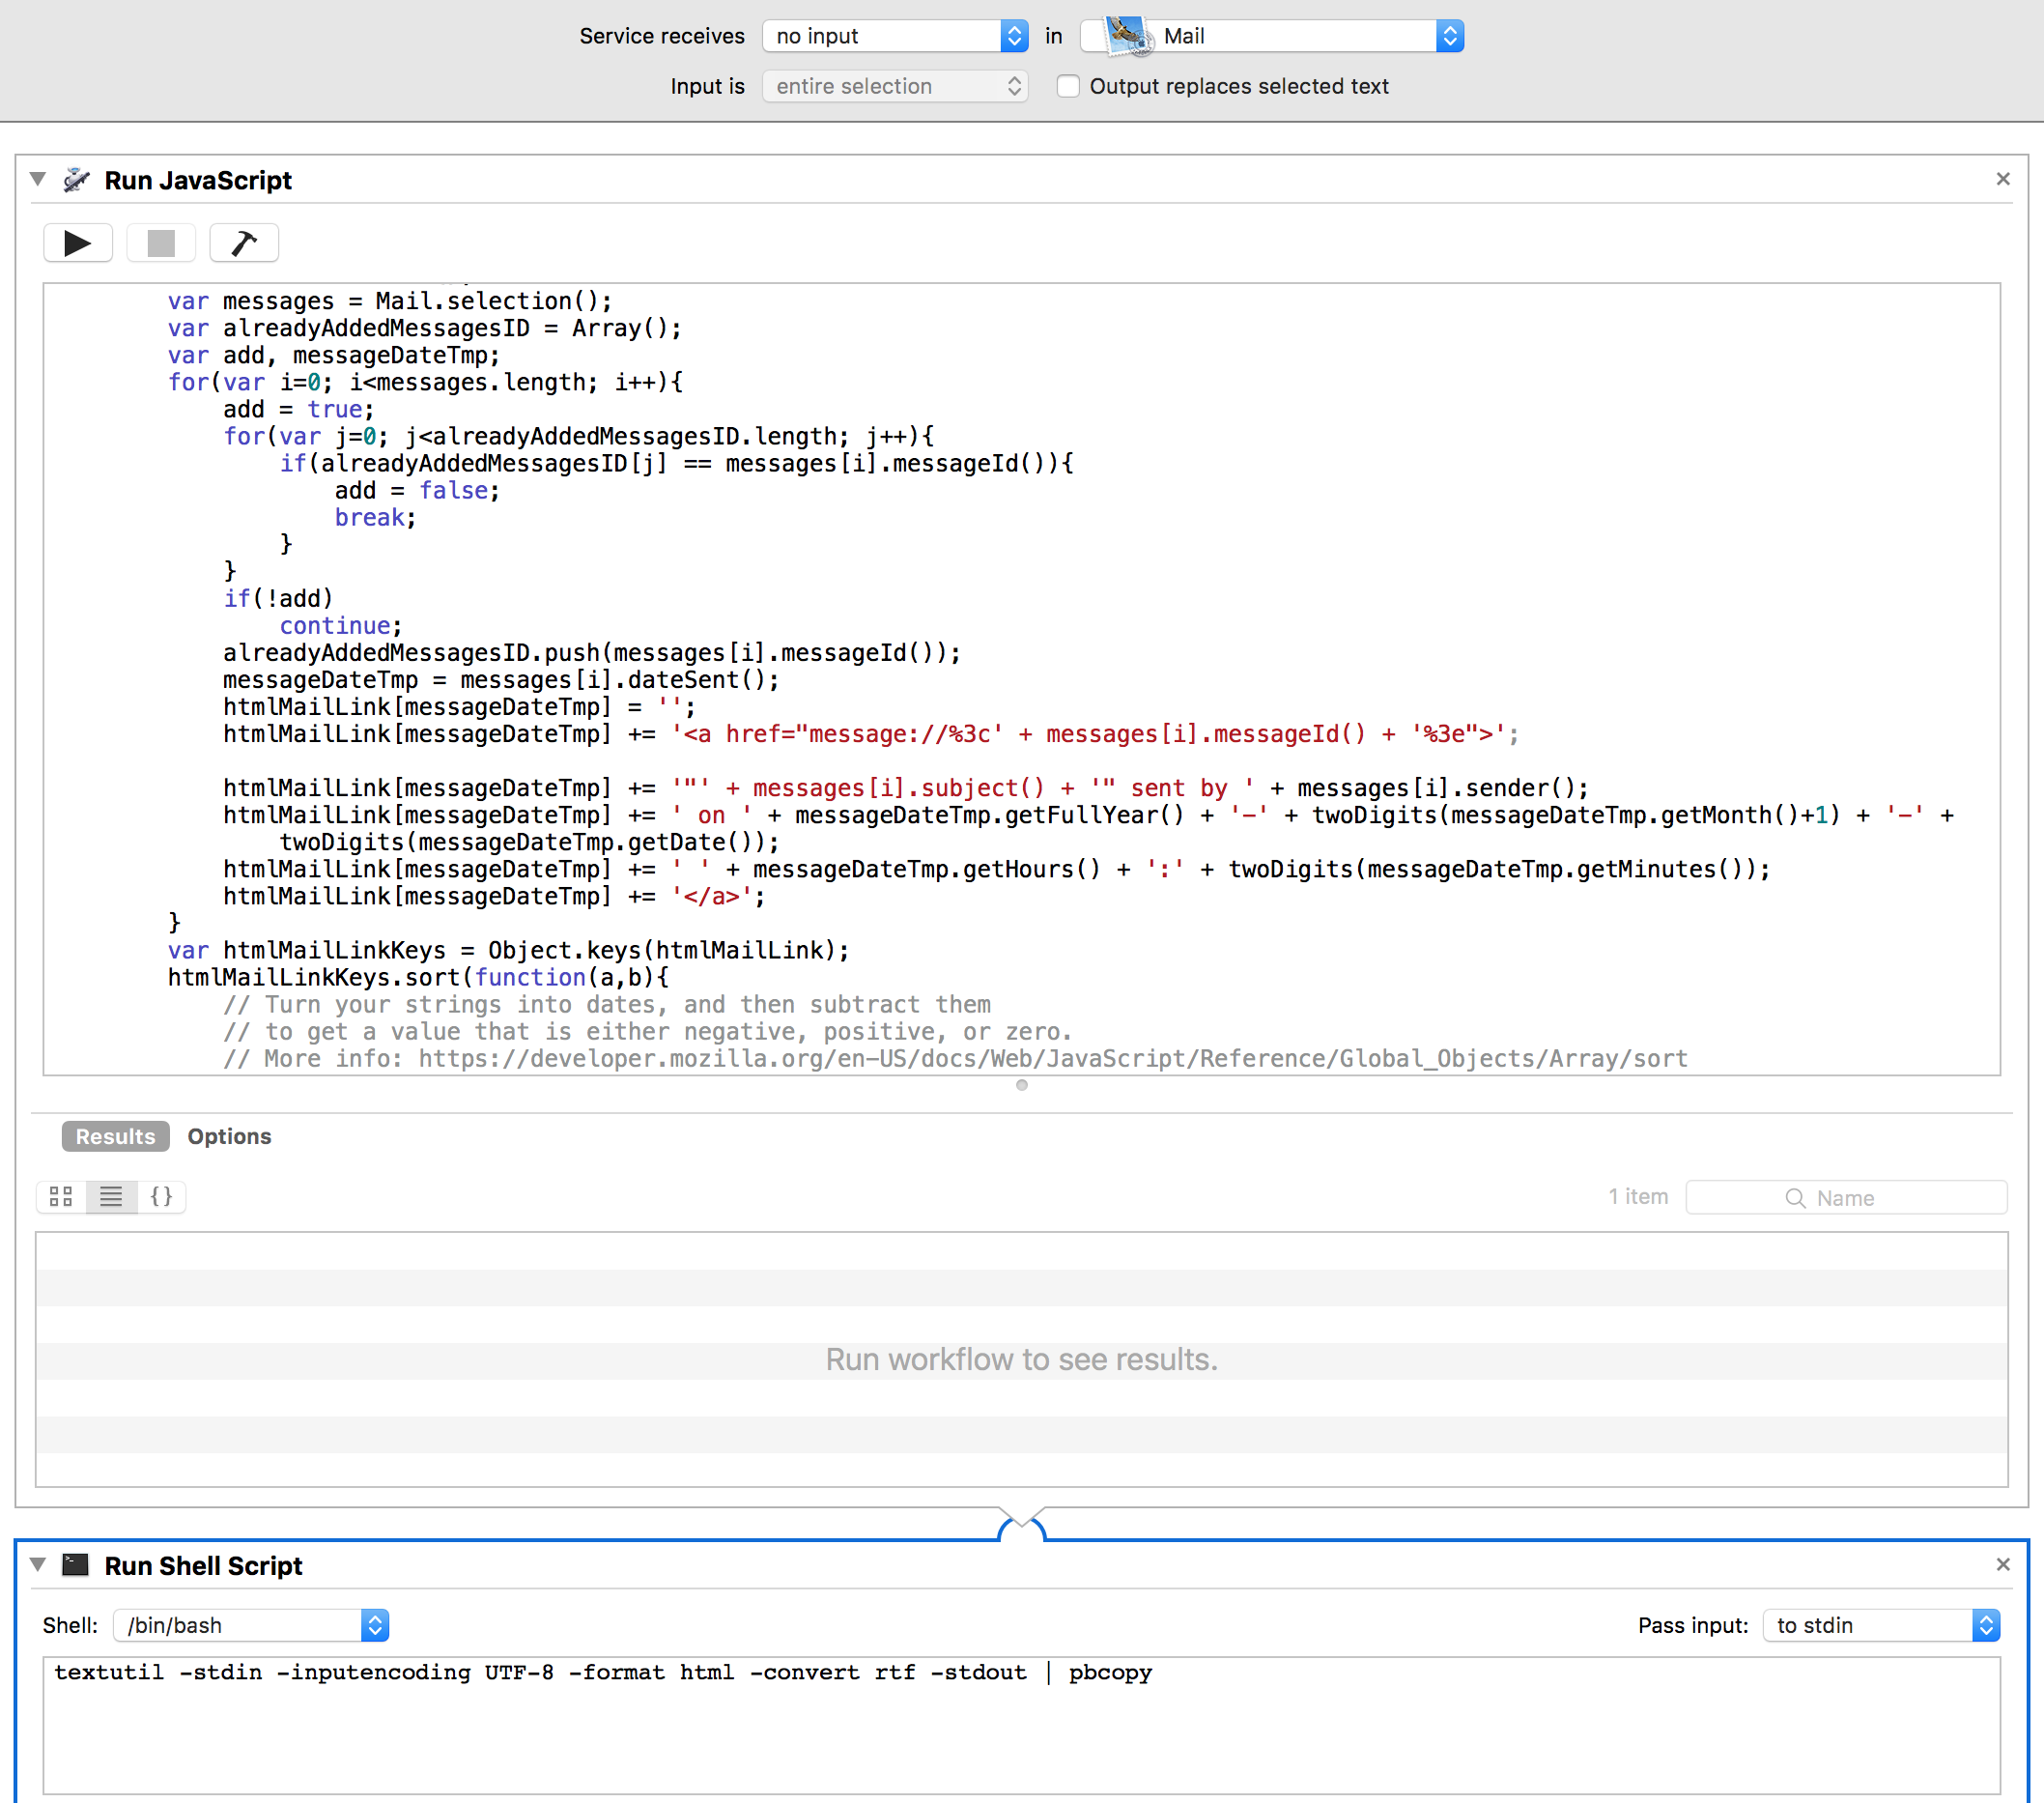 Service receives no input in Mail
Input is entire selection Output replaces selected text
Run JavaScript
var messages = Mail.selection();
var alreadyAddedMessagesID = Array();
var add, messageDateTmp;
for(var i=0; i<messages.length; i++){
add = true;
for(var j=0; j<alreadyAddedMessagesID.length; j++){
if(alreadyAddedMessagesID[j] == messages[i].messageId()){
add = false;
break;
}
}
if(!add)
continue;
alreadyAddedMessagesID.push(messages[i].messageId());
messageDateTmp = messages[i].dateSent();
htmlMailLink[messageDateTmp] = '';
htmlMailLink[messageDateTmp] += '<a href="message://%3c' + messages[i].messageId() + '%3e">';
htmlMailLink[messageDateTmp] += '"' + messages[i].subject() + '" sent by ' + messages[i].sender();
htmlMailLink[messageDateTmp] += ' on ' + messageDateTmp.getFullYear() + '-' + twoDigits(messageDateTmp.getMonth()+1) + '-' +
twoDigits(messageDateTmp.getDate());
htmlMailLink[messageDateTmp] += ' ' + messageDateTmp.getHours() + ':' + twoDigits(messageDateTmp.getMinutes());
htmlMailLink[messageDateTmp] += '</a>';
}
var htmlMailLinkKeys = Object.keys(htmlMailLink);
htmlMailLinkKeys.sort(function(a,b){
// Turn your strings into dates, and then subtract them
// to get a value that is either negative, positive, or zero.
// More info: https://developer.mozilla.org/en-US/docs/Web/JavaScript/Reference/Global_Objects/Array/sort
Results Options
{} 1 item Name
Run workflow to see results.
Run Shell Script
Shell: /bin/bash Pass input: to stdin
textutil -stdin -inputencoding UTF-8 -format html -convert rtf -stdout | pbcopy